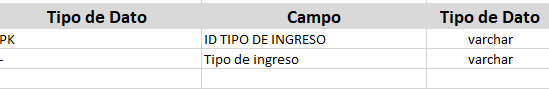 Tipo de Dato Campo Tipo de Dato
PK ID TIPO DE INGRESO varchar
- Tipo de ingreso varchar